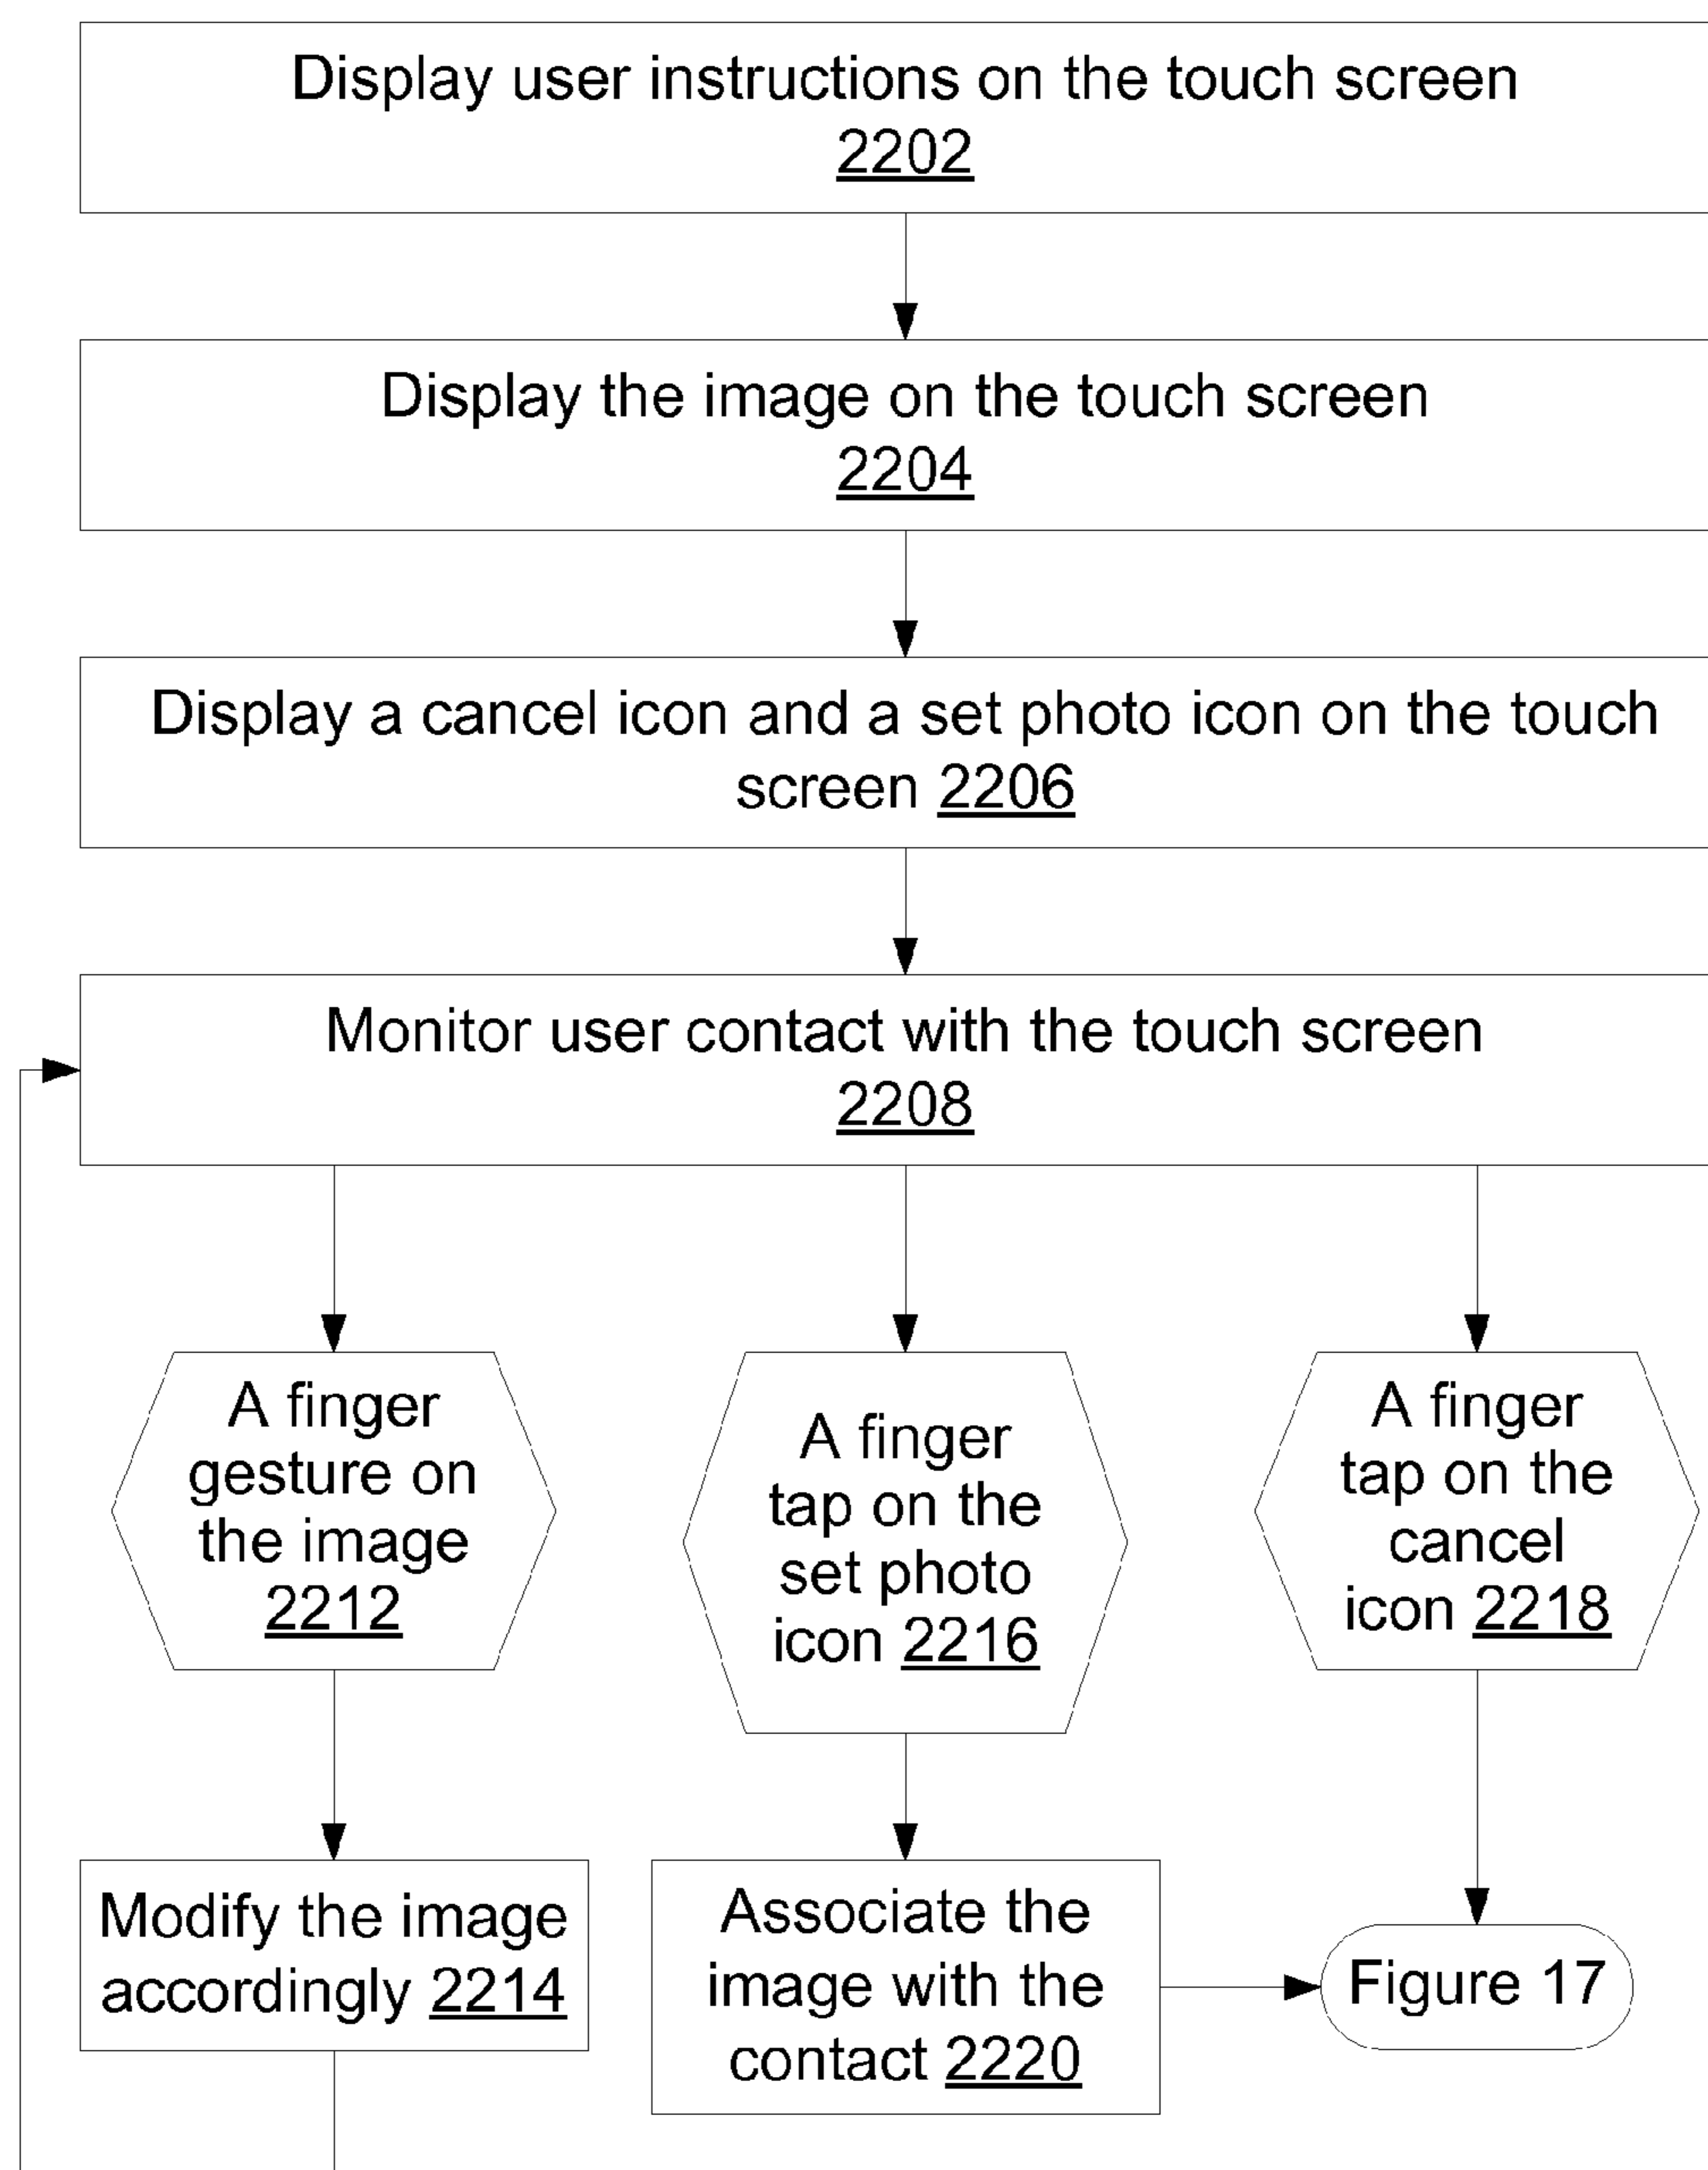 Display user instructions on the touch screen
2202
Display the image on the touch screen
2204
Display a cancel icon and a set photo icon on the touch
screen 2206
Monitor user contact with the touch screen
2208
A finger
gesture on
the image
2212
A finger
tap on the
set photo
icon 2216
A finger
tap on the
cancel
icon 2218
Modify the image
accordingly 2214
Associate the
image with the
contact 2220
Figure 17